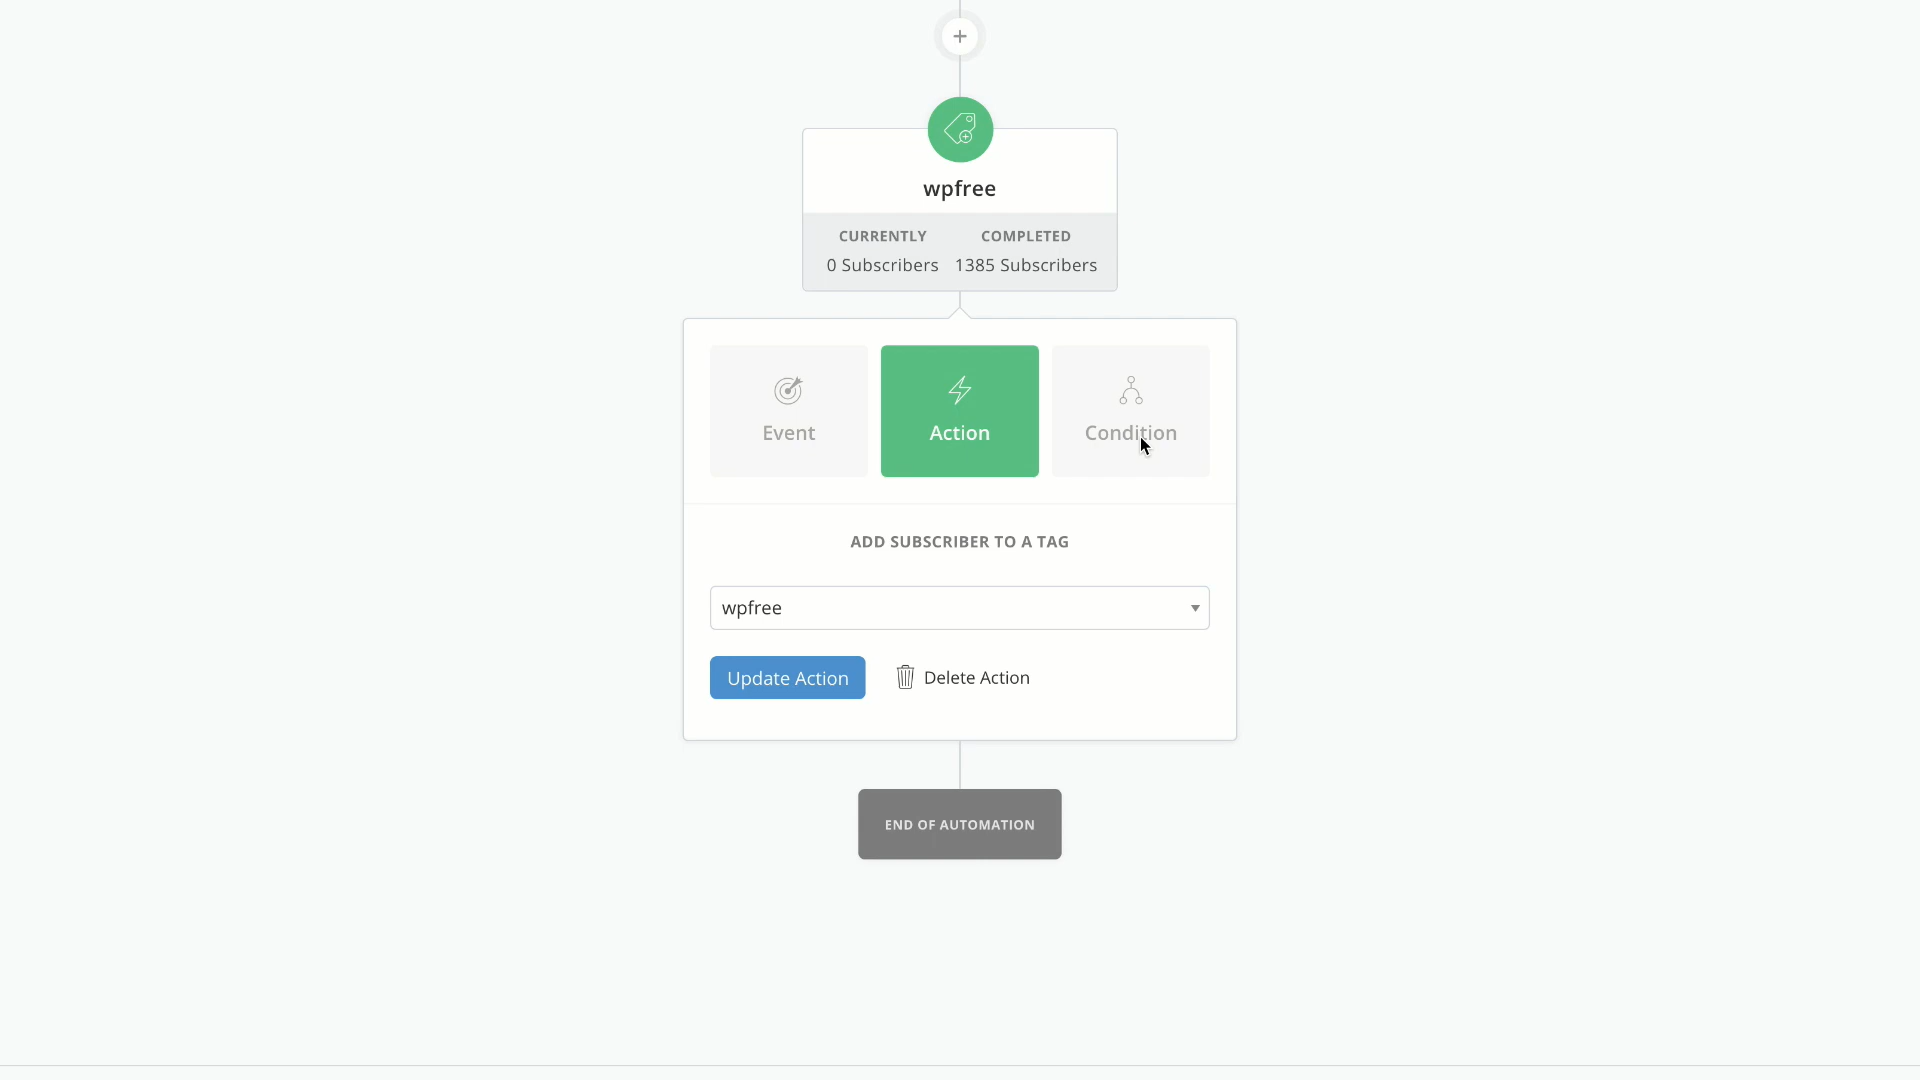 wpfree
CURRENTLY COMPLETED
0 Subscribers 1385 Subscribers
Event Action Condition
ADD SUBSCRIBER TO A TAG
wpfree
Update Action Delete Action
END OF AUTOMATION